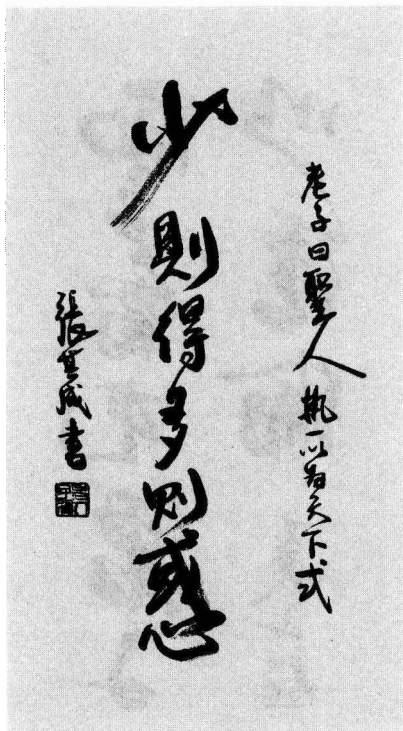 老子曰聖人執一以為天下式
少則得多則惑
張其成書